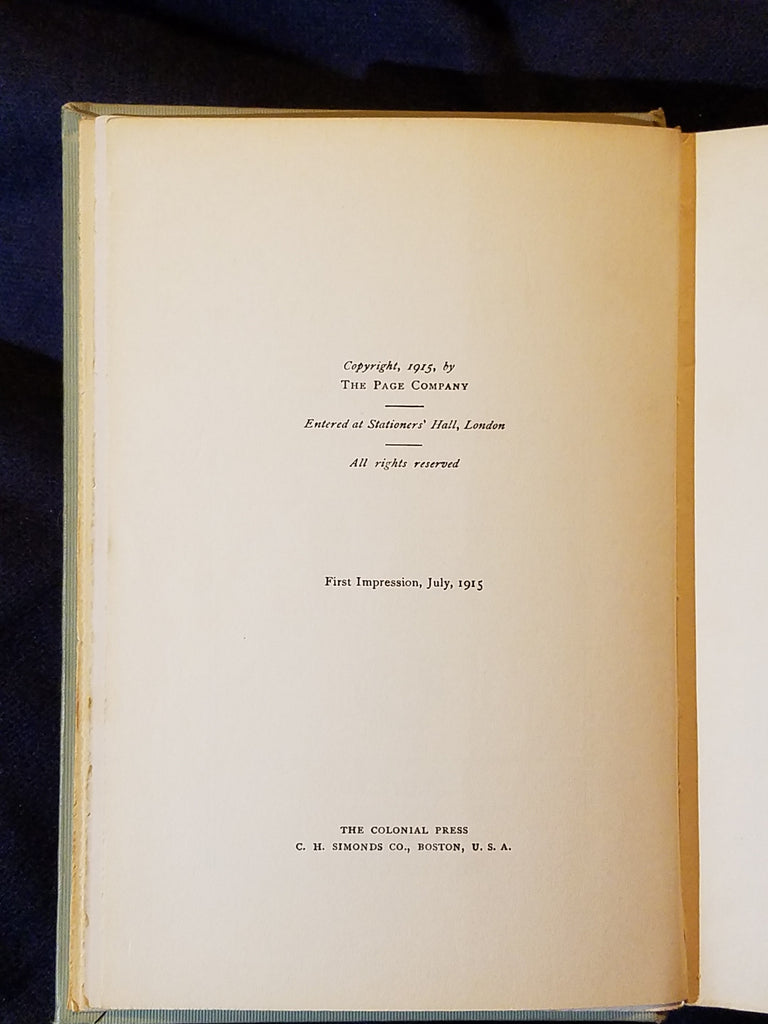 Copyright, 1915, by
THE PAGE COMPANY
Entered at Stationers' Hall, London
All rights reserved
First Impression, July, 1915
THE COLONIAL PRESS
C. H. SIMONDS CO., BOSTON, U. S. A.